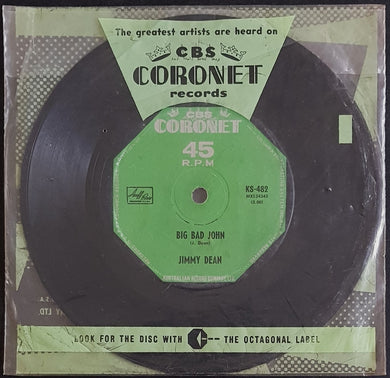 The greatest artists are heard on
CBS
CORONET
records
CBS
CORONET
45
R.P.M
KS-482
BIG BAD JOHN
(J. Dean)
JIMMY DEAN
AUSTRALIAN RECORD COMPANY
LOOK FOR THE DISC WITH THE OCTAGONAL LABEL